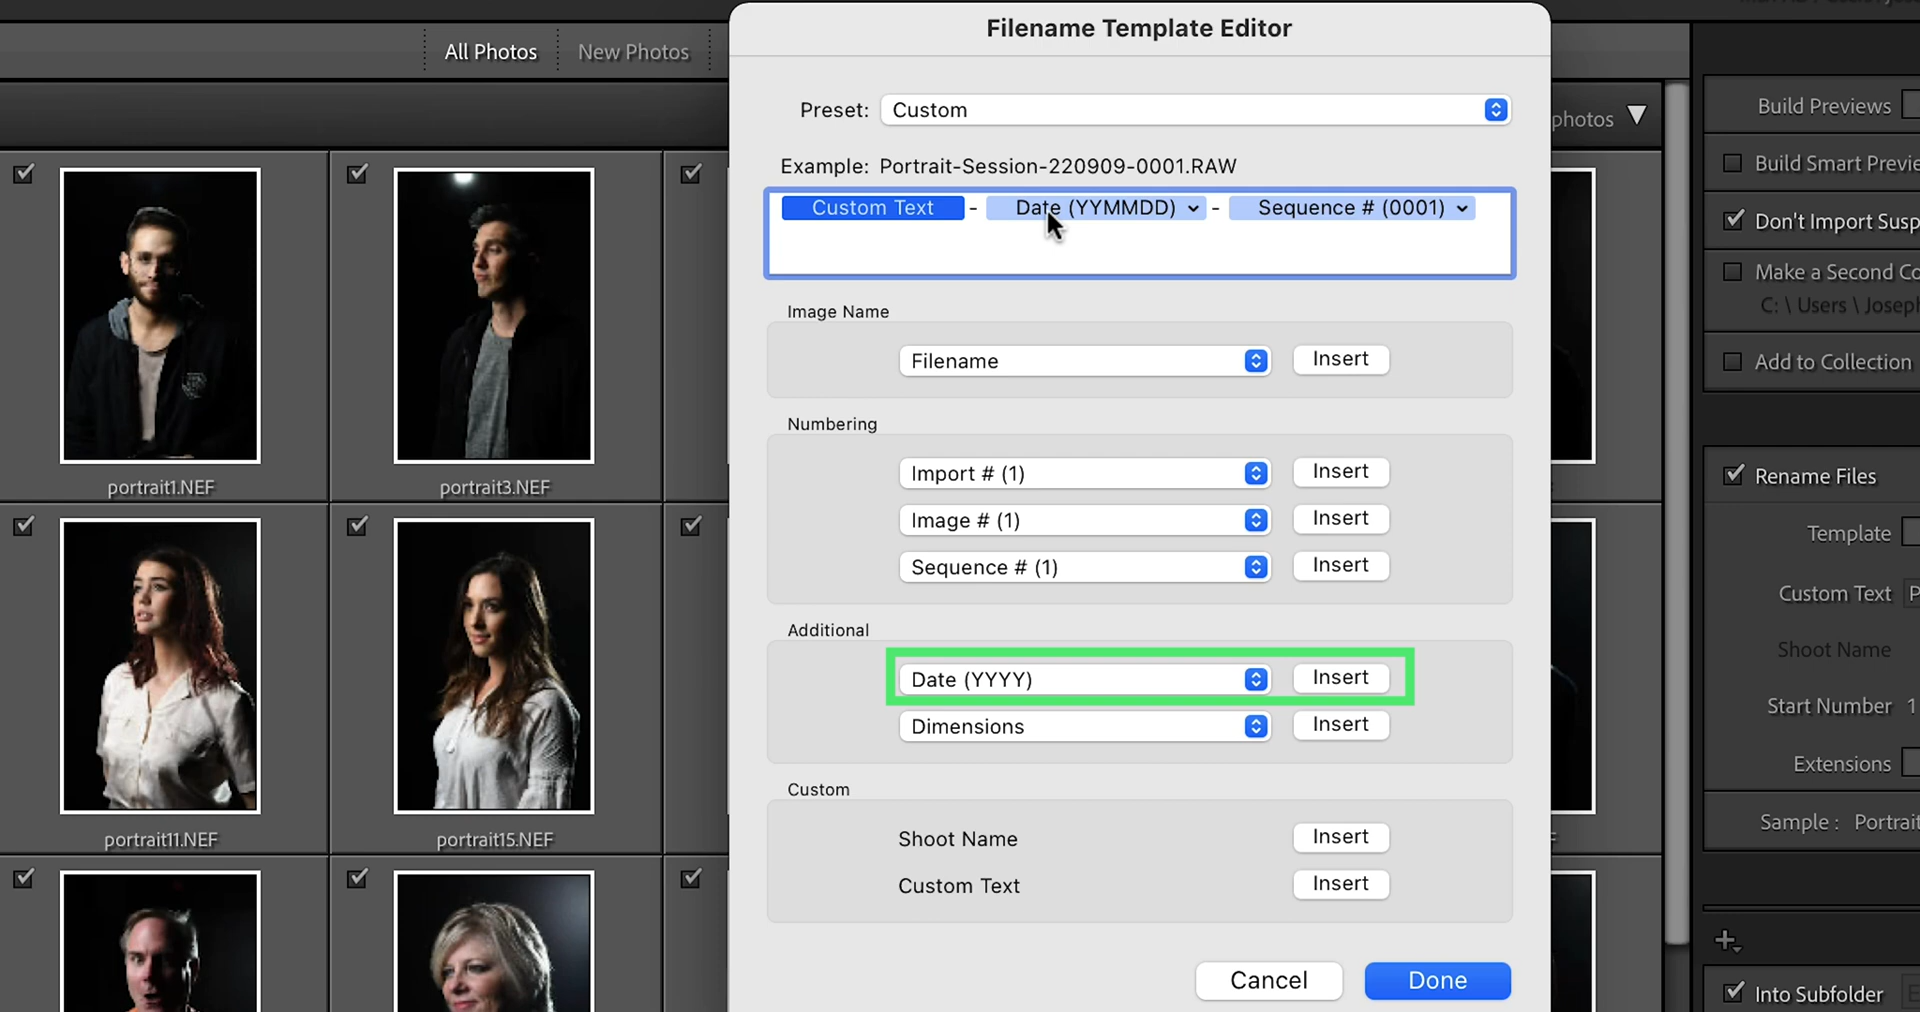 Filename Template Editor
All Photos
New Photos
Preset: Custom
photos
Build Previews
Example: Portrait-Session-220909-0001.RAW
Custom Text - Date (YYMMDD) - Sequence # (0001)
Build Smart Previe
Don't Import Susp
Make a Second Co
C: \ Users \ Joseph
Add to Collection
Image Name
Filename Insert
Numbering
Import # (1) Insert
Image # (1) Insert
Sequence # (1) Insert
portrait1.NEF
portrait3.NEF
Rename Files
Template
Custom Text P
Shoot Name
Start Number 1
Extensions
Sample : Portrait
Additional
Date (YYYY) Insert
Dimensions Insert
Custom
Shoot Name Insert
Custom Text Insert
portrait11.NEF
portrait15.NEF
Cancel
Done
Into Subfolder